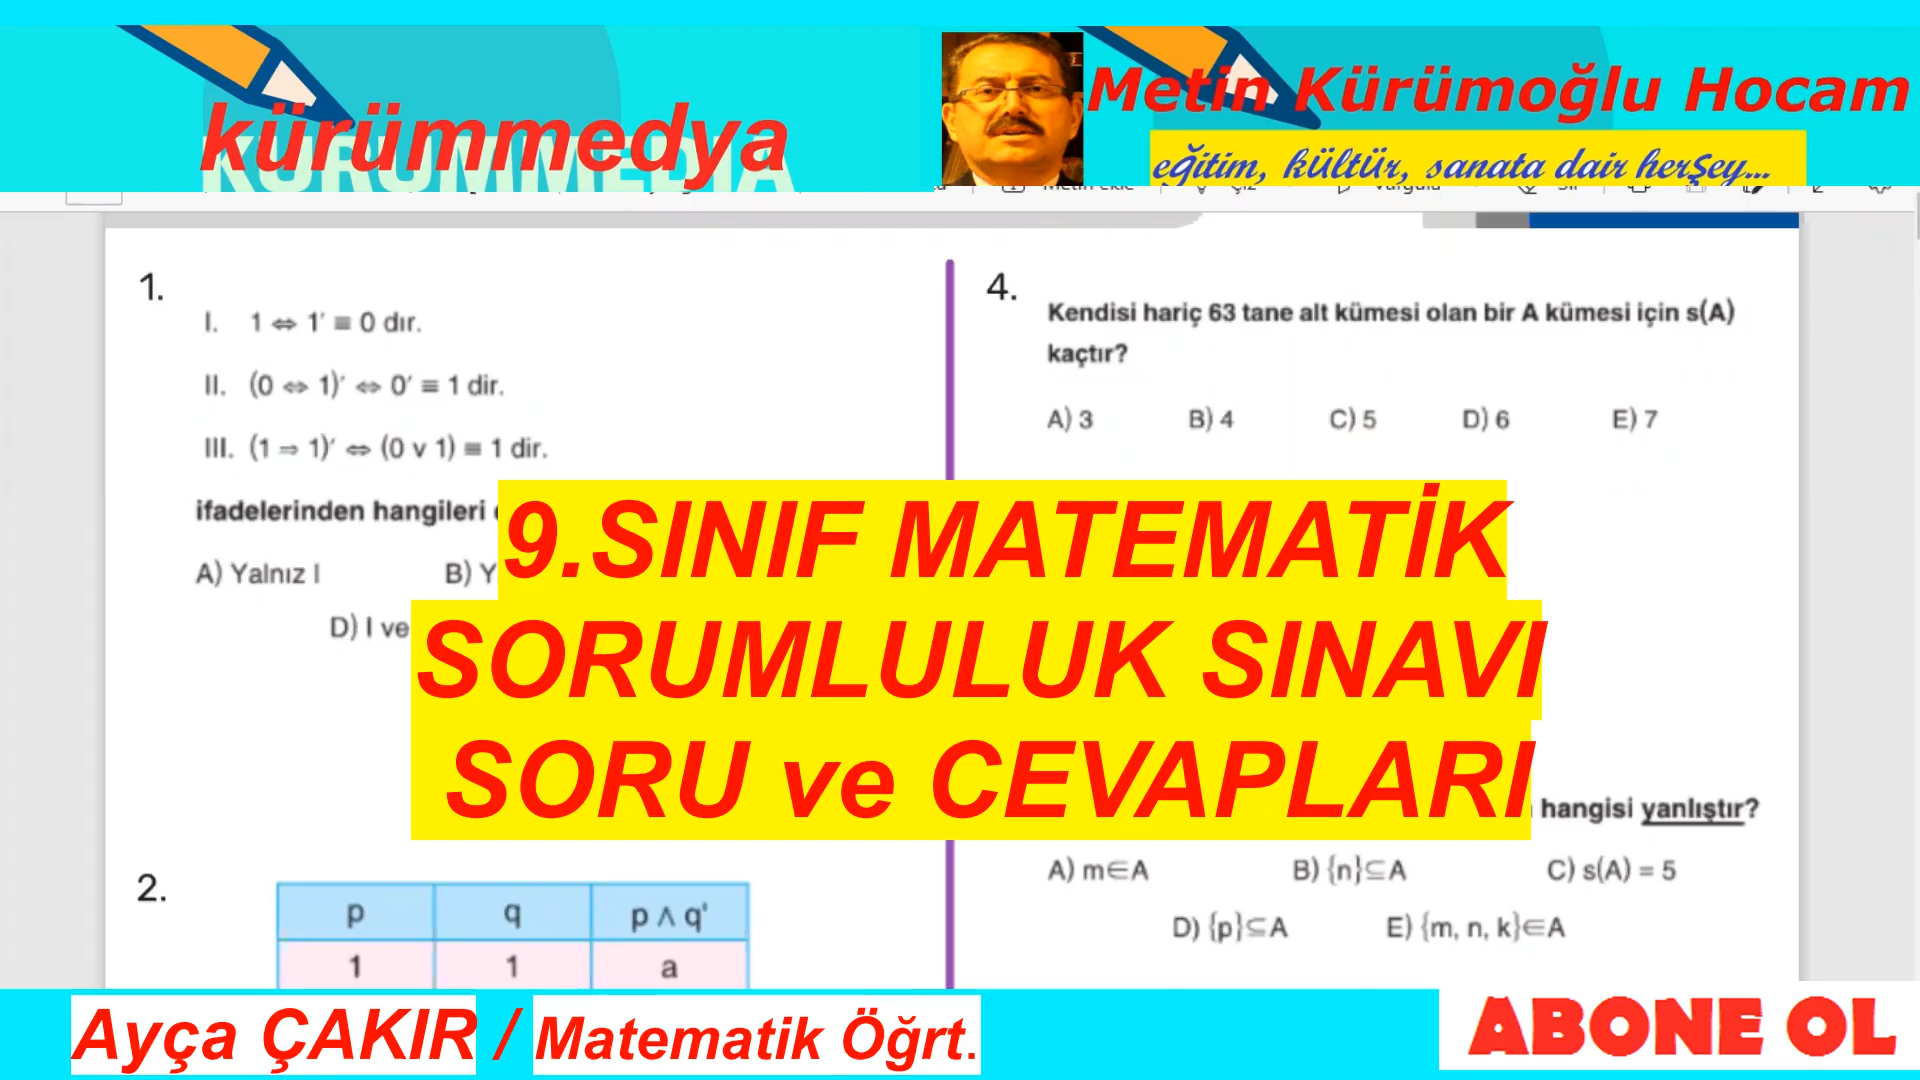 kürümmedya
KÜRÜMMEDIA
Metin Kürümoğlu Hocam
eğitim, kültür, sanata dair herşey...
1.
I. 1 ⇔ 1′ ≡ 0 dır.
II. (0 ⇔ 1)′ ⇔ 0′ ≡ 1 dir.
III. (1 ⇒ 1)′ ⇔ (0 v 1) ≡ 1 dir.
ifadelerinden hangileri
A) Yalnız I B) Y
D) I ve
2.
p q p ∧ q'
1 1 a
4.
Kendisi hariç 63 tane alt kümesi olan bir A kümesi için s(A)
kaçtır?
A) 3 B) 4 C) 5 D) 6 E) 7
hangisi yanlıştır?
A) m∈A B) {n}⊆A C) s(A) = 5
D) {p}⊆A E) {m, n, k}∈A
9.SINIF MATEMATİK
SORUMLULUK SINAVI
SORU ve CEVAPLARI
Ayça ÇAKIR / Matematik Öğrt.
ABONE OL